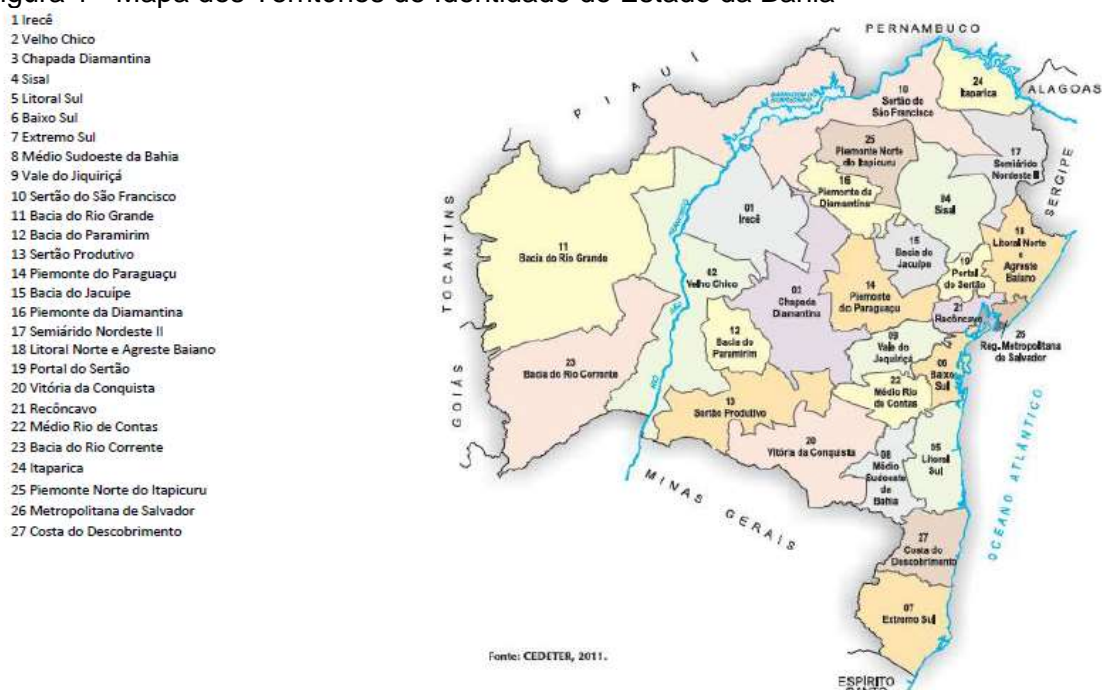 igura 1 - Mapa dos Territórios de Identidade do Estado da Bahia
1 Irecê
2 Velho Chico
3 Chapada Diamantina
4 Sisal
5 Litoral Sul
6 Baixo Sul
7 Extremo Sul
8 Médio Sudoeste da Bahia
9 Vale do Jiquiriçá
10 Sertão do São Francisco
11 Bacia do Rio Grande
12 Bacia do Paramirim
13 Sertão Produtivo
14 Piemonte do Paraguaçu
15 Bacia do Jacuípe
16 Piemonte da Diamantina
17 Semiárido Nordeste II
18 Litoral Norte e Agreste Baiano
19 Portal do Sertão
20 Vitória da Conquista
21 Recôncavo
22 Médio Rio de Contas
23 Bacia do Rio Corrente
24 Itaparica
25 Piemonte Norte do Itapicuru
26 Metropolitana de Salvador
27 Costa do Descobrimento
PERNAMBUCO
PIAUI
ALAGOAS
SERGIPE
TOCANTINS
GOIÁS
MINAS GERAIS
OCEANO ATLÂNTICO
ESPÍRITO
SANTO
24
Itaparica
10
Sertão do
São Francisco
25
Piemonte Norte
do Itapicuru
17
Semiárido
Nordeste II
16
Piemonte da
Diamantina
04
Sisal
01
Irecê
18
Litoral Norte
e
Agreste
Baiano
15
Bacia do
Jacuípe
19
Portal
do Sertão
11
Bacia do Rio Grande
02
Velho Chico
03
Chapada
Diamantina
14
Piemonte
do Paraguaçu
21
Recôncavo
26
Reg. Metropolitana
de Salvador
12
Bacia do
Paramirim
09
Vale do
Jequiriçá
06
Baixo
Sul
23
Bacia do Rio Corrente
22
Médio Rio
de Contas
13
Sertão Produtivo
20
Vitória da Conquista
08
Médio
Sudoeste
da
Bahia
05
Litoral
Sul
27
Costa do
Descobrimento
07
Extremo Sul
RIO
SÃO
FRANCISCO
Fonte: CEDETER, 2011.